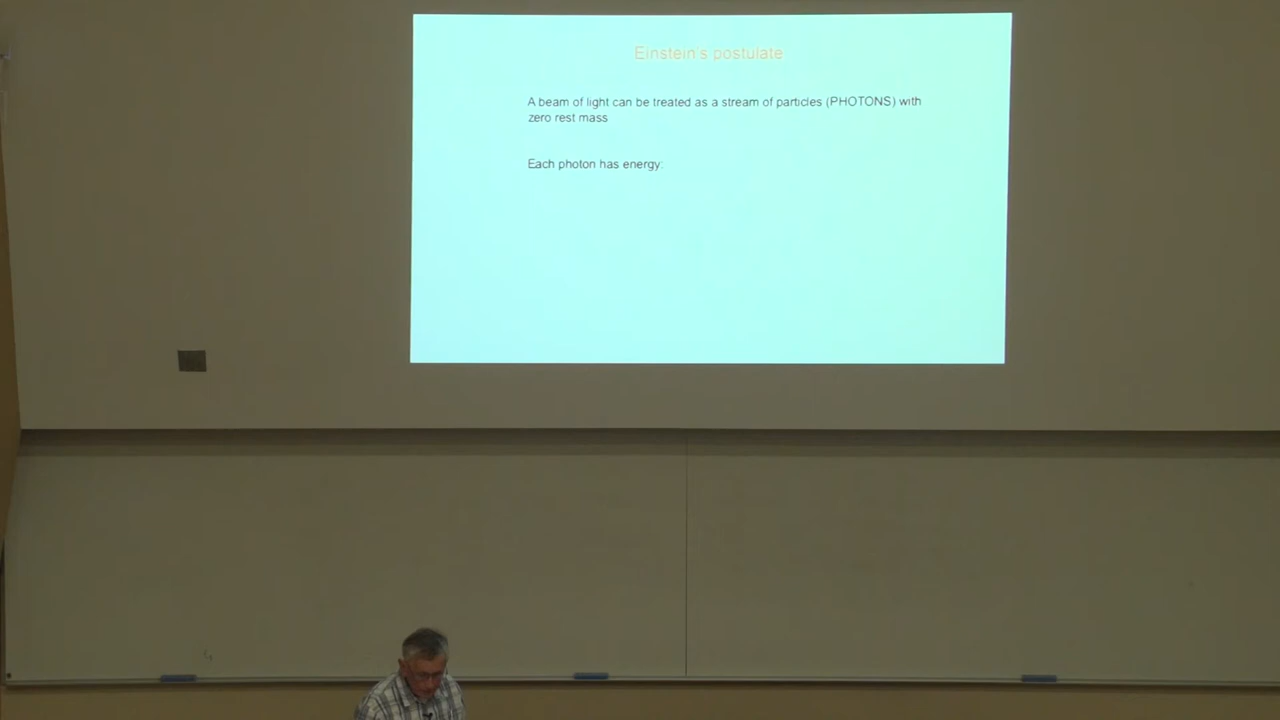 Einstein's postulate
A beam of light can be treated as a stream of particles (PHOTONS) with
zero rest mass
Each photon has energy: